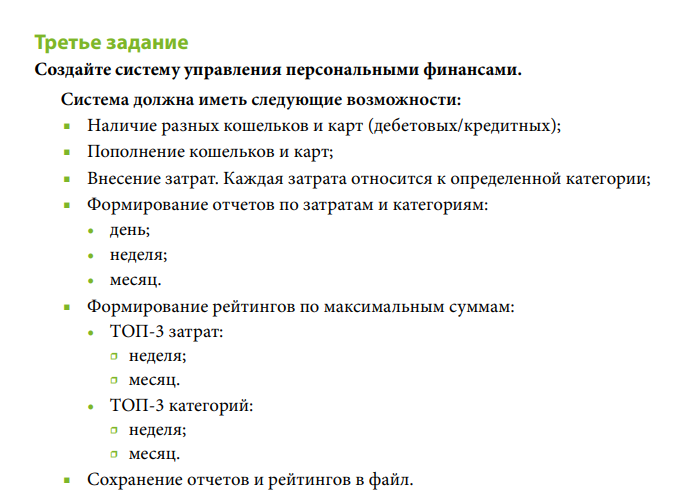 Третье задание
Создайте систему управления персональными финансами.
Система должна иметь следующие возможности:
Наличие разных кошельков и карт (дебетовых/кредитных);
Пополнение кошельков и карт;
Внесение затрат. Каждая затрата относится к определенной категории;
Формирование отчетов по затратам и категориям:
день;
неделя;
месяц.
Формирование рейтингов по максимальным суммам:
ТОП-3 затрат:
неделя;
месяц.
ТОП-3 категорий:
неделя;
месяц.
Сохранение отчетов и рейтингов в файл.